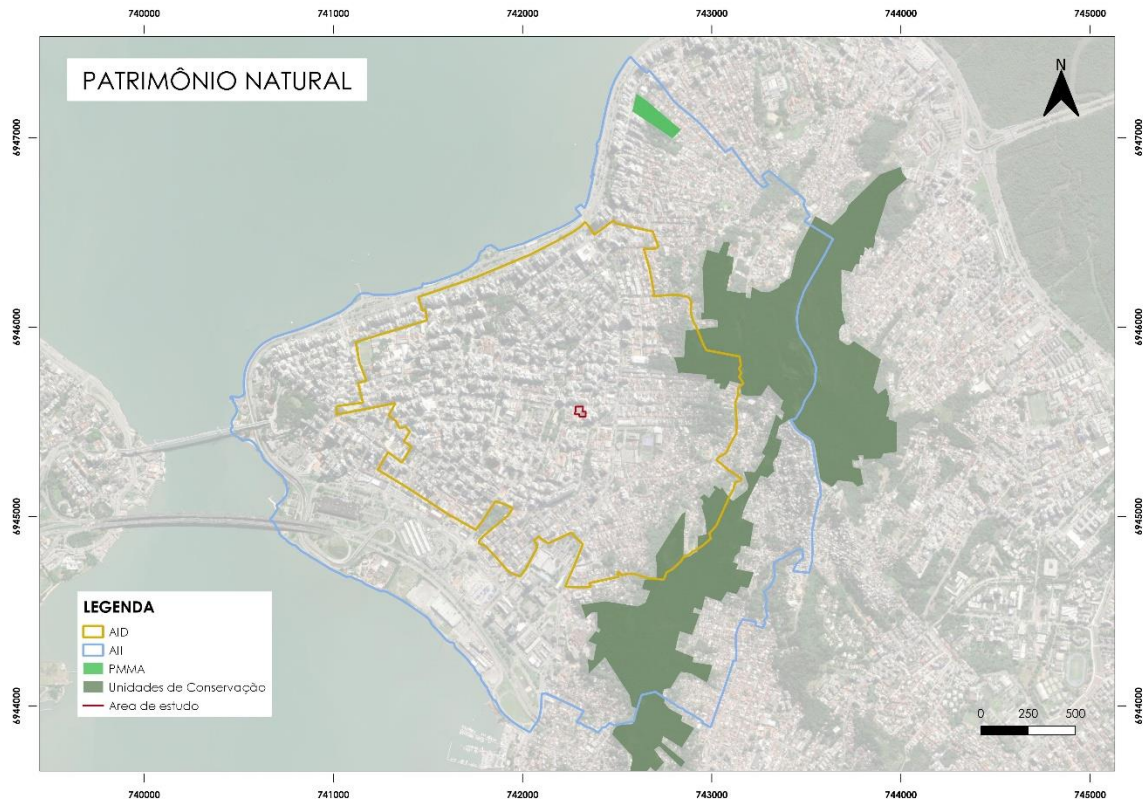 740000 741000 742000 743000 744000 745000
PATRIMÔNIO NATURAL
N
6947000 6947000
6946000 6946000
6945000 6945000
LEGENDA
AID
AII
PMMA
Unidades de Conservação
Area de estudo
6944000 6944000
0 250 500
740000 741000 742000 743000 744000 745000